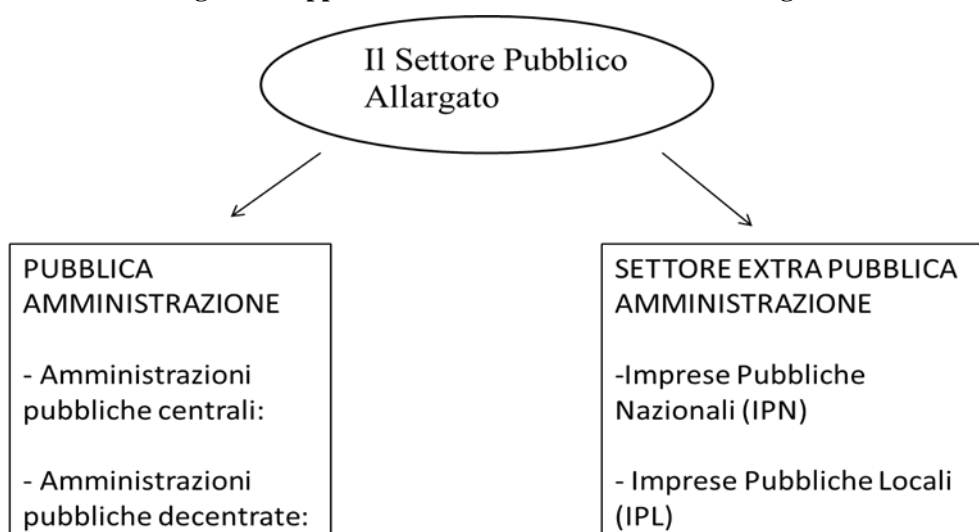 Il Settore Pubblico
Allargato
PUBBLICA
AMMINISTRAZIONE
- Amministrazioni
pubbliche centrali:
- Amministrazioni
pubbliche decentrate:
SETTORE EXTRA PUBBLICA
AMMINISTRAZIONE
-Imprese Pubbliche
Nazionali (IPN)
- Imprese Pubbliche Locali
(IPL)